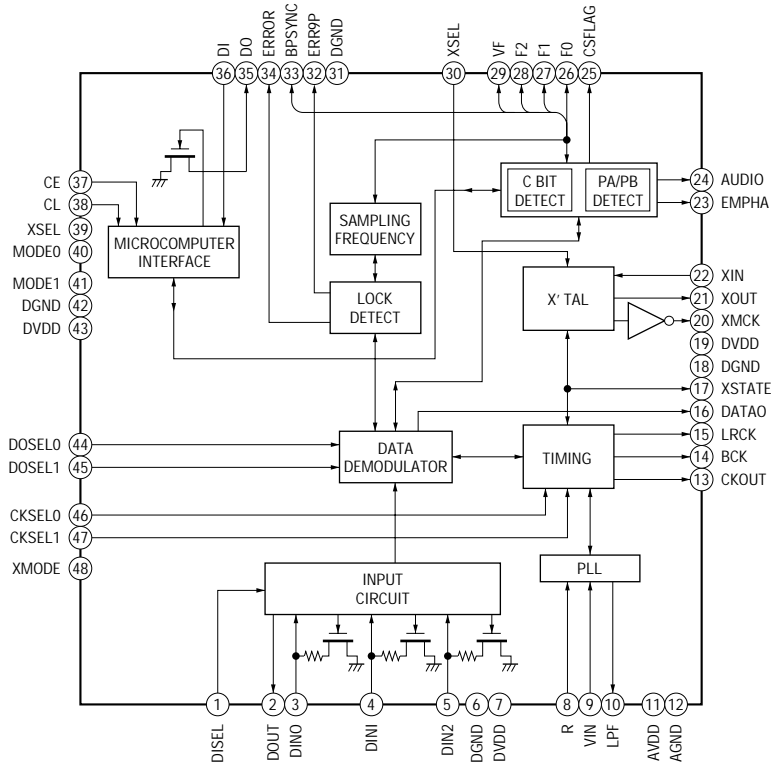 DI
DO
ERROR
BPSYNC
ERR9P
DGND
XSEL
VF
F2
F1
F0
CSFLAG
36
35
34
33
32
31
30
29
28
27
26
25
CE 37
CL 38
XSEL 39
MODE0 40
MODE1 41
DGND 42
DVDD 43
DOSEL0 44
DOSEL1 45
CKSEL0 46
CKSEL1 47
XMODE 48
MICROCOMPUTER
INTERFACE
SAMPLING
FREQUENCY
LOCK
DETECT
C BIT
DETECT
PA/PB
DETECT
X' TAL
DATA
DEMODULATOR
TIMING
INPUT
CIRCUIT
PLL
24 AUDIO
23 EMPHA
22 XIN
21 XOUT
20 XMCK
19 DVDD
18 DGND
17 XSTATE
16 DATAO
15 LRCK
14 BCK
13 CKOUT
1
2
3
4
5
6
7
8
9
10
11
12
DISEL
DOUT
DINO
DINI
DIN2
DGND
DVDD
R
VIN
LPF
AVDD
AGND